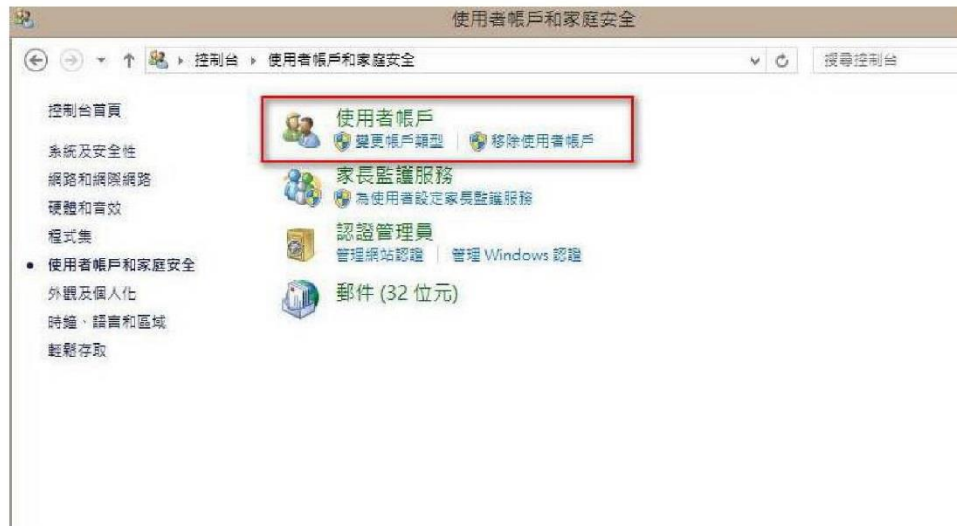 使用者帳戶和家庭安全
控制台 使用者帳戶和家庭安全
搜尋控制台
控制台首頁
系統及安全性
網路和網際網路
硬體和音效
程式集
使用者帳戶和家庭安全
外觀及個人化
時鐘、語言和區域
輕鬆存取
使用者帳戶
變更帳戶類型 移除使用者帳戶
家長監護服務
為使用者設定家長監護服務
認證管理員
管理網站認證 管理 Windows 認證
郵件 (32 位元)